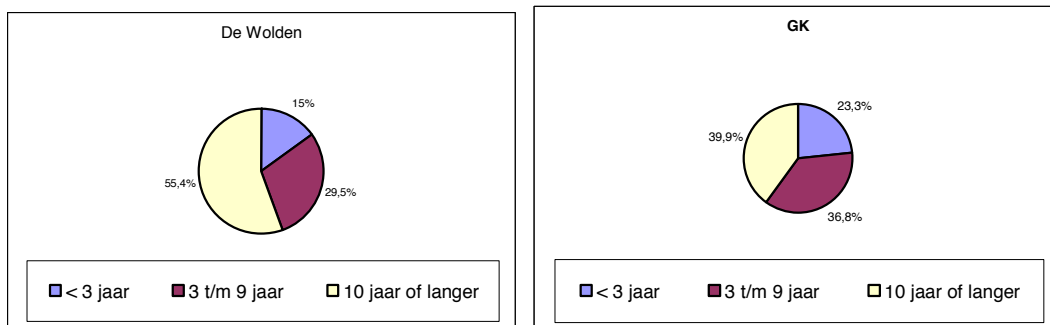 De Wolden
15%
29,5%
55,4%
< 3 jaar 3 t/m 9 jaar 10 jaar of langer
GK
23,3%
39,9%
36,8%
< 3 jaar 3 t/m 9 jaar 10 jaar of langer